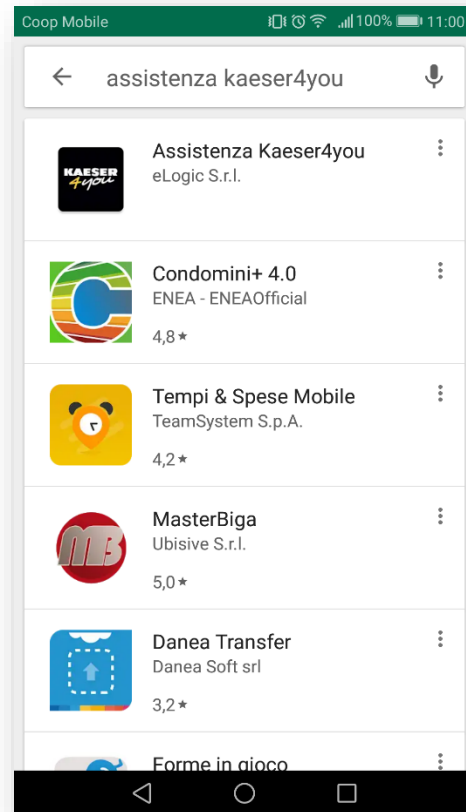 Coop Mobile 100% 11:00
assistenza kaeser4you
KAESER
4you
Assistenza Kaeser4you
eLogic S.r.l.
Condomini+ 4.0
ENEA - ENEAOfficial
4,8★
Tempi & Spese Mobile
TeamSystem S.p.A.
4,2★
MB
MasterBiga
Ubisive S.r.l.
5,0★
Danea Transfer
Danea Soft srl
3,2★
Forme in gioco